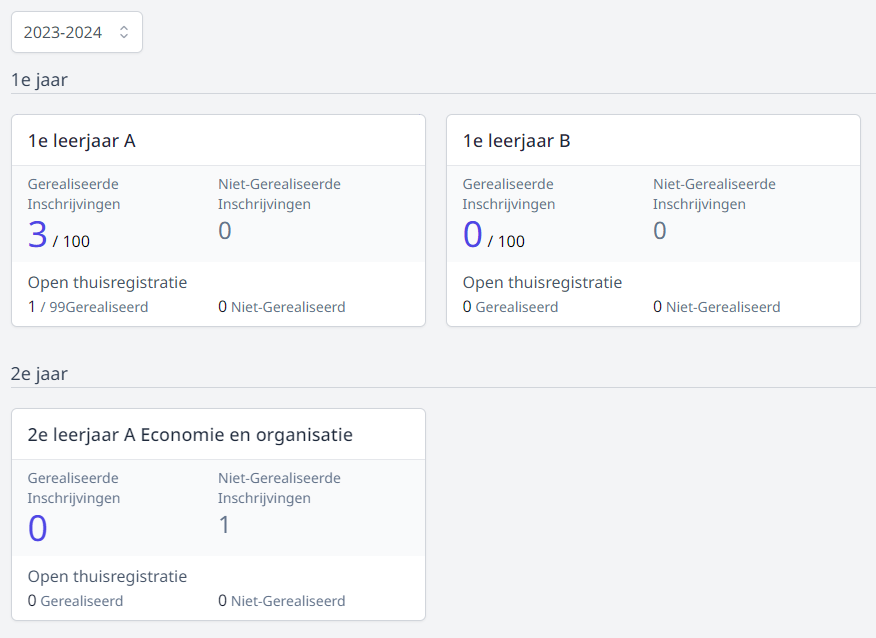 2023-2024
1e jaar
1e leerjaar A
Gerealiseerde Inschrijvingen
3 / 100
Niet-Gerealiseerde Inschrijvingen
0
Open thuisregistratie
1 / 99Gerealiseerd
0 Niet-Gerealiseerd
1e leerjaar B
Gerealiseerde Inschrijvingen
0 / 100
Niet-Gerealiseerde Inschrijvingen
0
Open thuisregistratie
0 Gerealiseerd
0 Niet-Gerealiseerd
2e jaar
2e leerjaar A Economie en organisatie
Gerealiseerde Inschrijvingen
0
Niet-Gerealiseerde Inschrijvingen
1
Open thuisregistratie
0 Gerealiseerd
0 Niet-Gerealiseerd